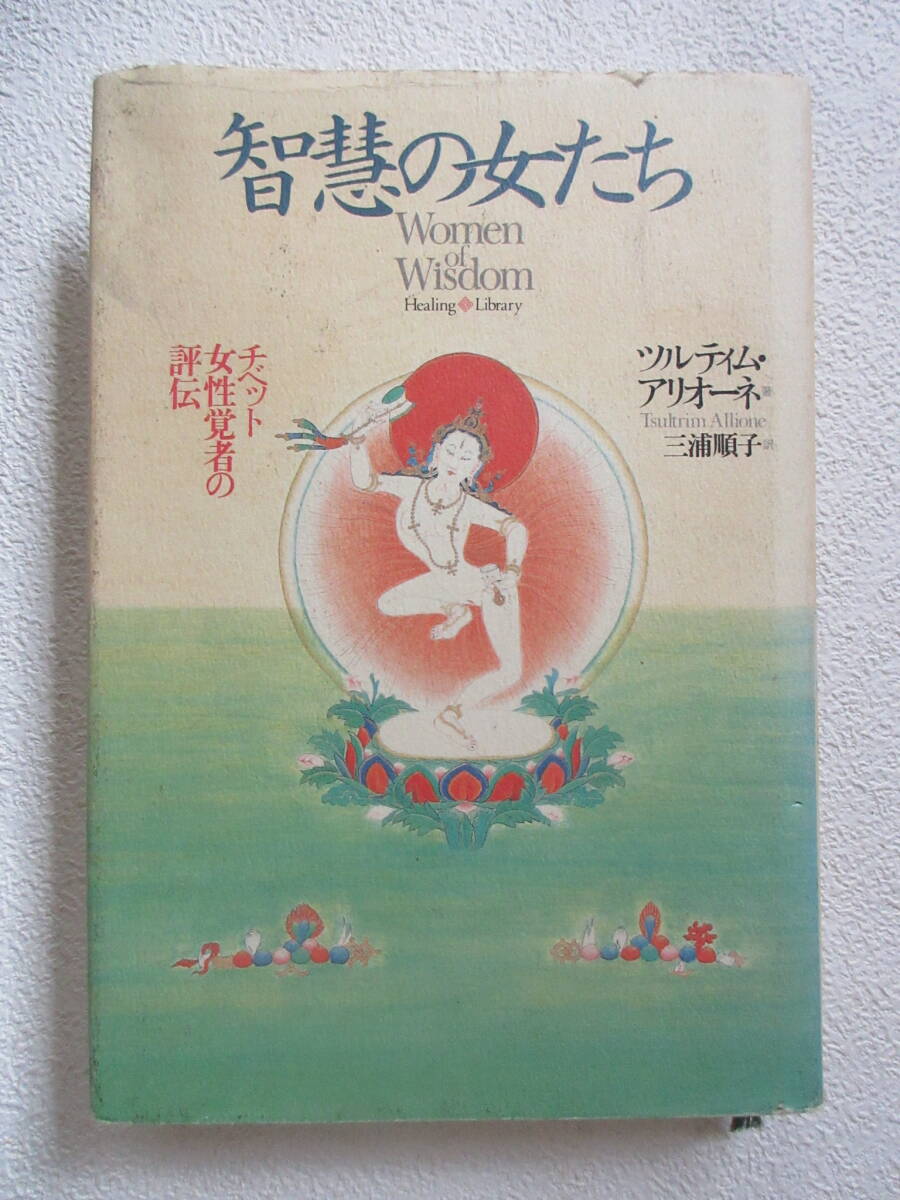 智慧の女たち
Women
of
Wisdom
Healing Library
チベット
女性覚者の
評伝
ツルティム・
アリオーネ 著
Tsultrim Allione
三浦順子 訳